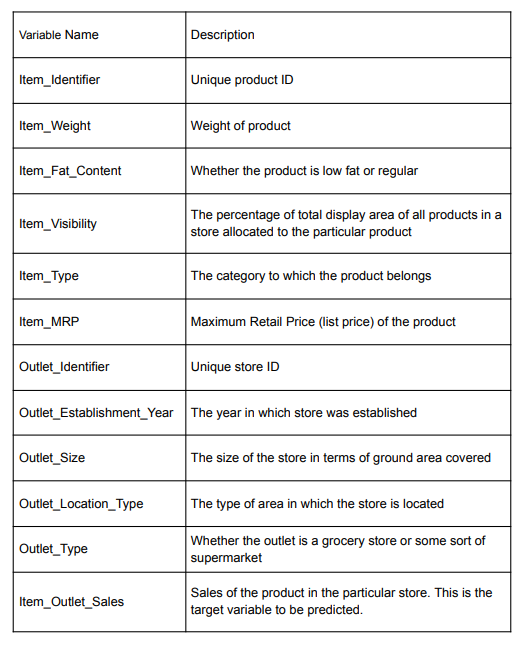 Variable Name
Description
Item_Identifier
Unique product ID
Item_Weight
Weight of product
Item_Fat_Content
Whether the product is low fat or regular
Item_Visibility
The percentage of total display area of all products in a
store allocated to the particular product
Item_Type
The category to which the product belongs
Item_MRP
Maximum Retail Price (list price) of the product
Outlet_Identifier
Unique store ID
Outlet_Establishment_Year
The year in which store was established
Outlet_Size
The size of the store in terms of ground area covered
Outlet_Location_Type
The type of area in which the store is located
Outlet_Type
Whether the outlet is a grocery store or some sort of
supermarket
Item_Outlet_Sales
Sales of the product in the particular store. This is the
target variable to be predicted.